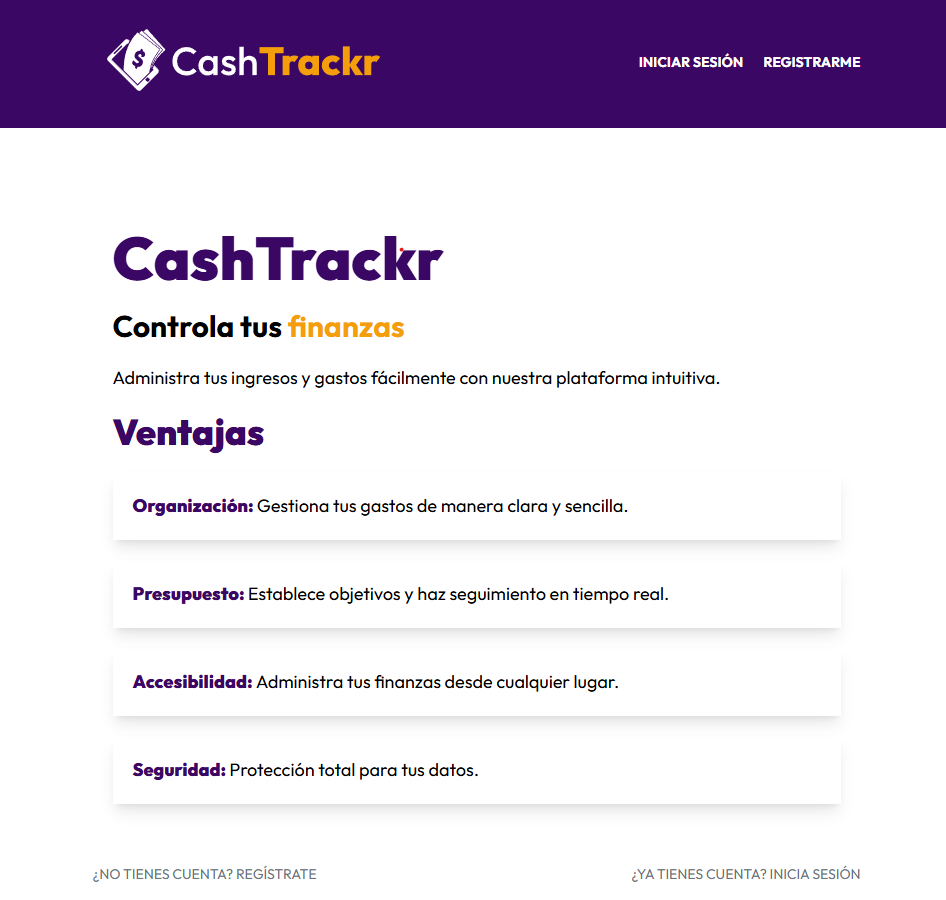 $ CashTrackr
INICIAR SESIÓN REGISTRARME
CashTrackr
Controla tus finanzas
Administra tus ingresos y gastos fácilmente con nuestra plataforma intuitiva.
Ventajas
Organización: Gestiona tus gastos de manera clara y sencilla.
Presupuesto: Establece objetivos y haz seguimiento en tiempo real.
Accesibilidad: Administra tus finanzas desde cualquier lugar.
Seguridad: Protección total para tus datos.
¿NO TIENES CUENTA? REGÍSTRATE
¿YA TIENES CUENTA? INICIA SESIÓN